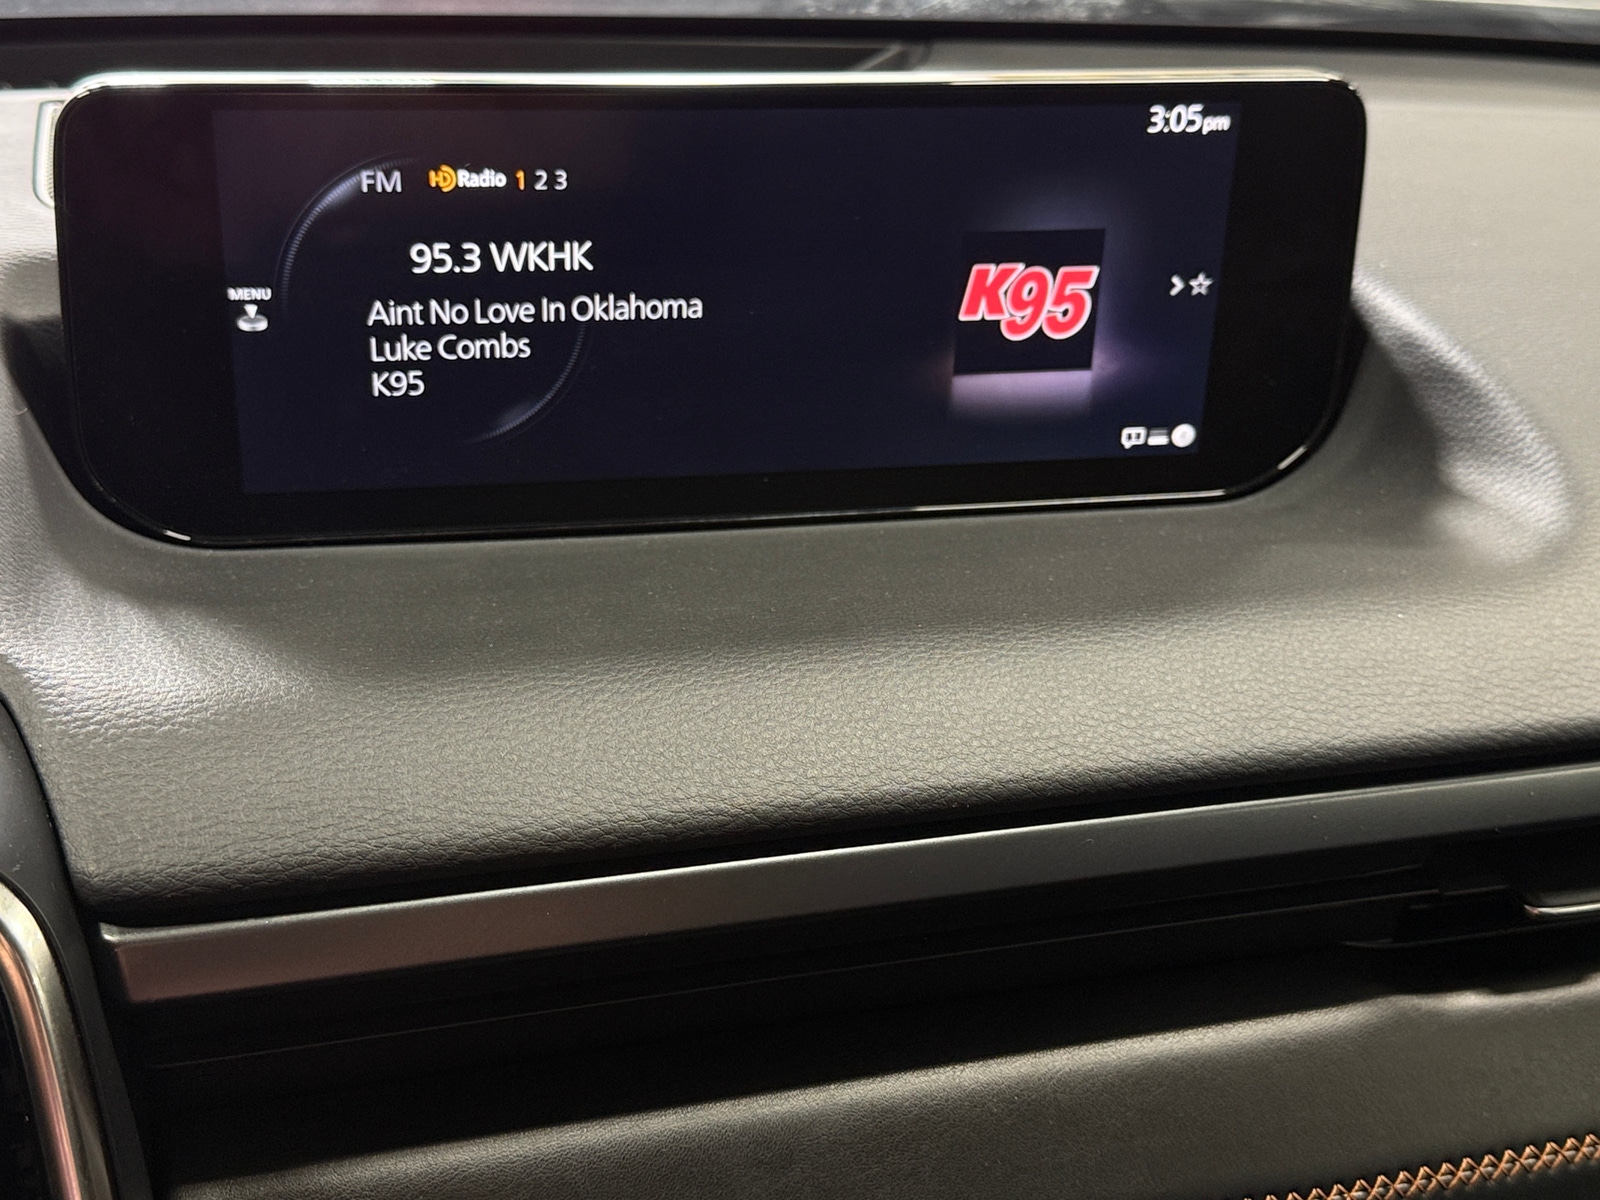 3:05pm
FM HD Radio 1 2 3
95.3 WKHK
MENU
Aint No Love In Oklahoma
Luke Combs
K95
K95